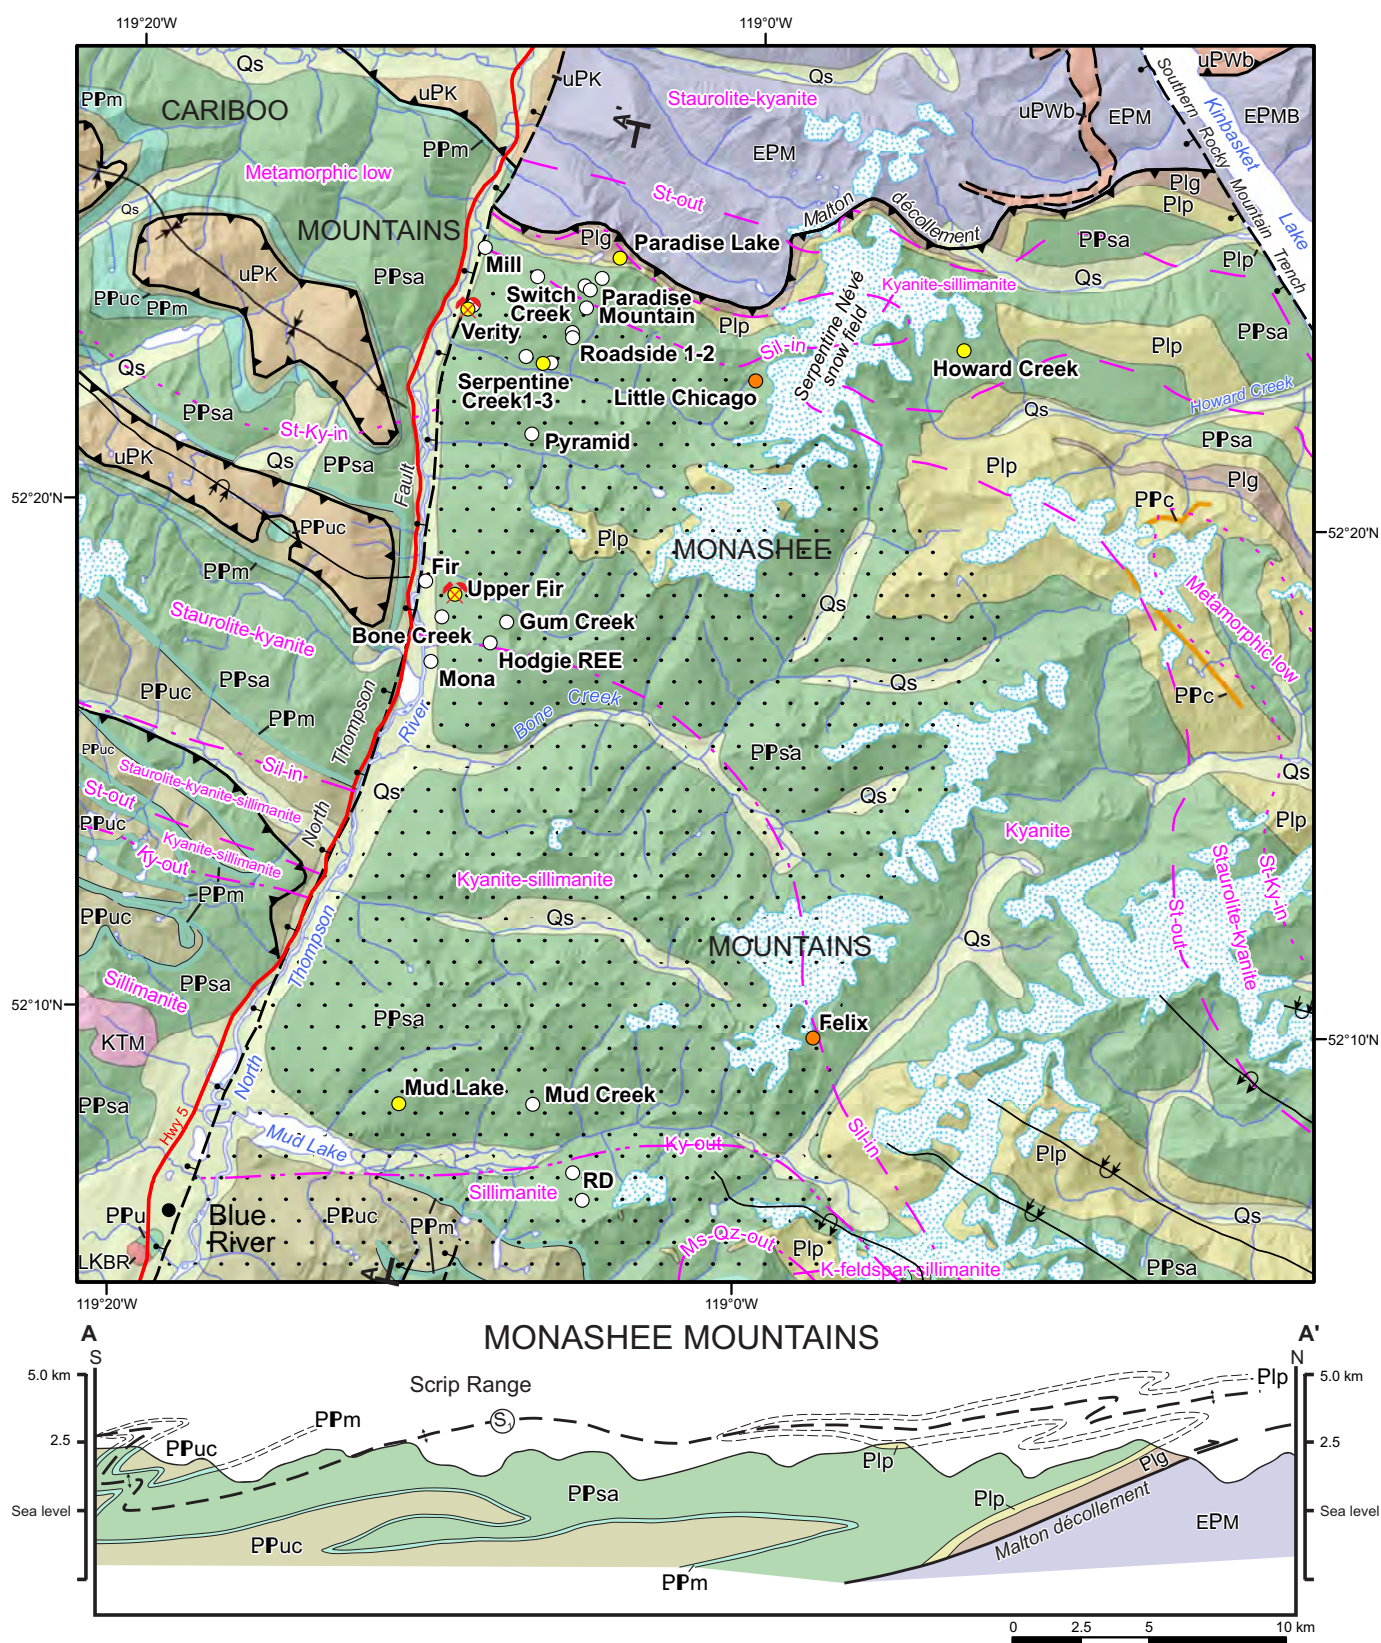 119°20'W
119°0'W
Qs
uPK
uPK
Qs
uPWb
Staurolite-kyanite
PPm
CARIBOO
uPWb
EPM
EPMB
Southern Rocky Mountain Trench
Kinbasket
Lake
PPm
EPM
Metamorphic low
St-out
Malton
décollement
Plg
Plp
Qs
MOUNTAINS
Plg
Paradise Lake
PPsa
Plp
Mill
uPK
PPsa
Qs
Kyanite-sillimanite
PPuc
PPm
Switch
Creek
Paradise
Mountain
Serpentine Névé
snow field
Verity
Plp
PPsa
Roadside 1-2
Sil-in
Plp
Qs
Serpentine
Creek1-3
Little Chicago
Howard Creek
Howard Creek
PPsa
Qs
St-Ky-in
Pyramid
PPsa
uPK
Qs
PPsa
Plp
Plg
Fault
52°20'N
PPc
PPuc
Plp
MONASHEE
52°20'N
PPm
Fir
Upper Fir
Metamorphic low
Staurolite-kyanite
Qs
Gum Creek
Bone Creek
Hodgie REE
PPsa
Mona
Qs
PPuc
PPc
PPm
Thompson
River
Bone Creek
PPuc
PPsa
Sil-in
Qs
Staurolite-kyanite-sillimanite
Qs
Qs
St-out
PPuc
North
Plp
Kyanite
Kyanite-sillimanite
Ky-out
Kyanite-sillimanite
PPm
Staurolite-kyanite
St-Ky-in
St-out
PPuc
Qs
Thompson
MOUNTAINS
Qs
PPsa
Sillimanite
52°10'N
PPsa
Felix
KTM
52°10'N
North
Mud Lake
Mud Creek
PPsa
Hwy 5
Mud Lake
Ky-out
Sil-in
Plp
RD
Sillimanite
PPu
Blue
River
PPuc
PPm
Qs
Ms-Qz-out
Plp
LKBR
K-feldspar-sillimanite
PPsa
119°20'W
119°0'W
A
MONASHEE MOUNTAINS
A'
S
N
5.0 km
Scrip Range
Plp
5.0 km
PPm
S1
2.5
PPuc
2.5
Plp
Plg
PPsa
Plp
Sea level
Malton décollement
EPM
Sea level
PPuc
PPm
0
2.5
5
10 km